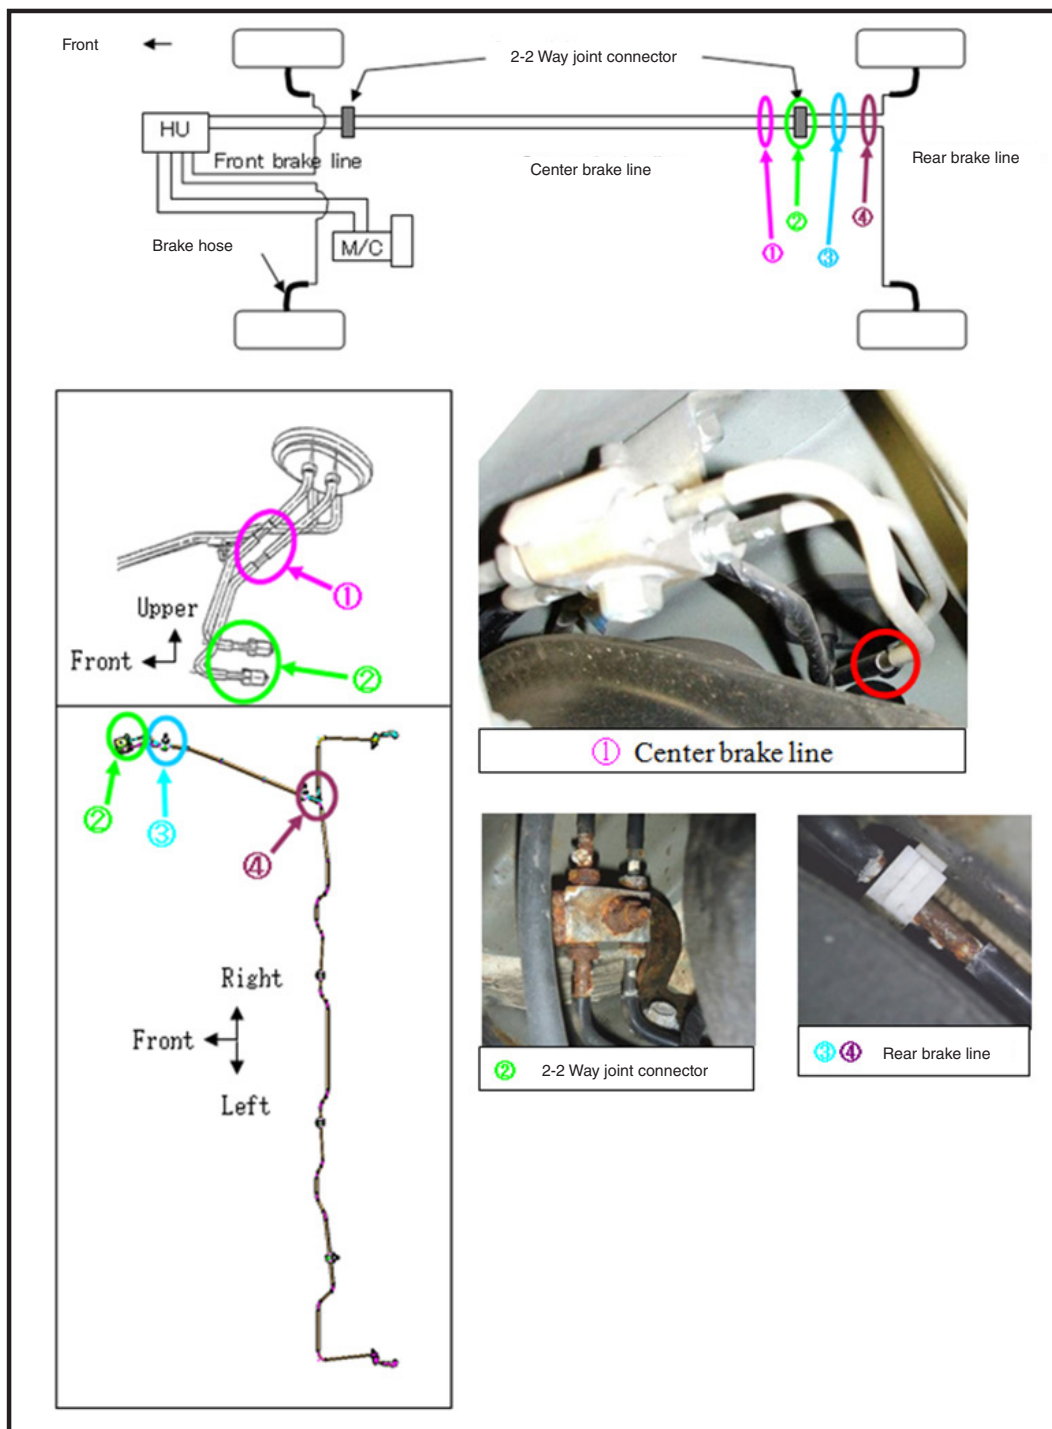 Front
2-2 Way joint connector
HU
Front brake line
Center brake line
Rear brake line
Brake hose
M/C
①
②
③
④
①
Upper
Front
②
① Center brake line
②
③
④
Right
Front
Left
② 2-2 Way joint connector
③④ Rear brake line